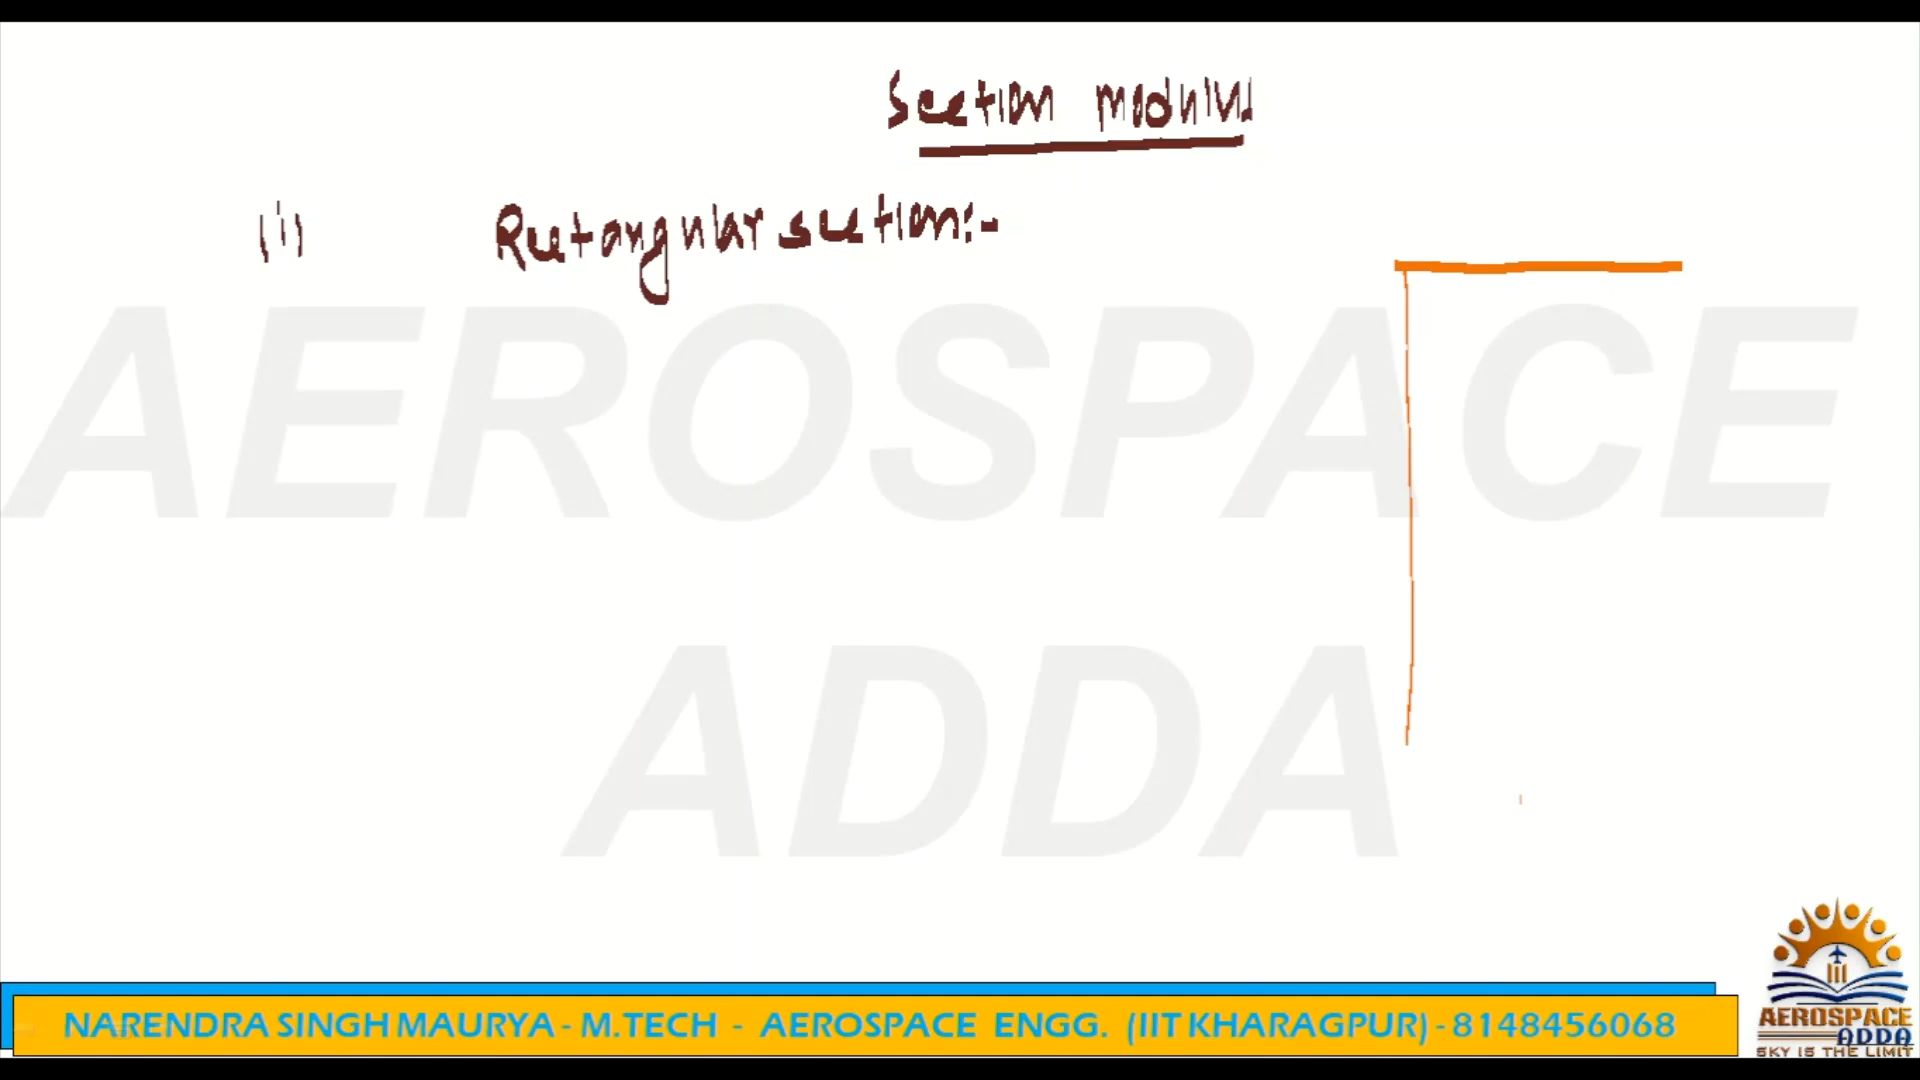 Section modulus
(i) Rectangular section:-
AEROSPACE
ADDA
NARENDRA SINGH MAURYA - M.TECH - AEROSPACE ENGG. (IIT KHARAGPUR) - 8148456068
AEROSPACE
ADDA
SKY IS THE LIMIT